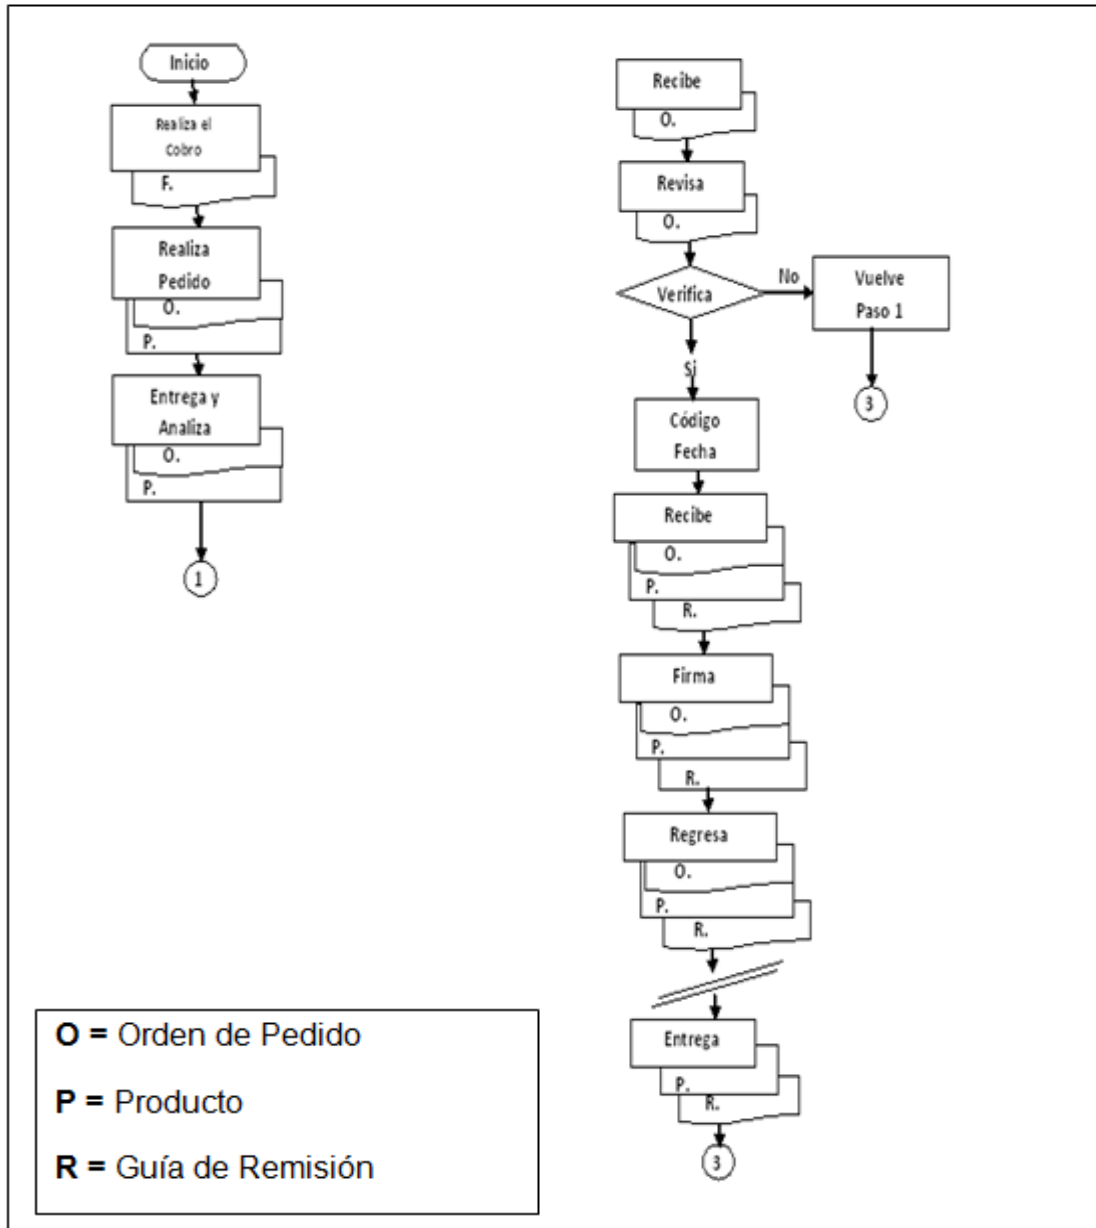 Inicio
Realiza el
Cobro
F.
Realiza
Pedido
O.
P.
Entrega y
Analiza
O.
P.
1
Recibe
O.
Revisa
O.
Verifica
No
Vuelve
Paso 1
3
Si
Código
Fecha
Recibe
O.
P.
R.
Firma
O.
P.
R.
Regresa
O.
P.
R.
Entrega
P.
R.
3
O = Orden de Pedido
P = Producto
R = Guía de Remisión